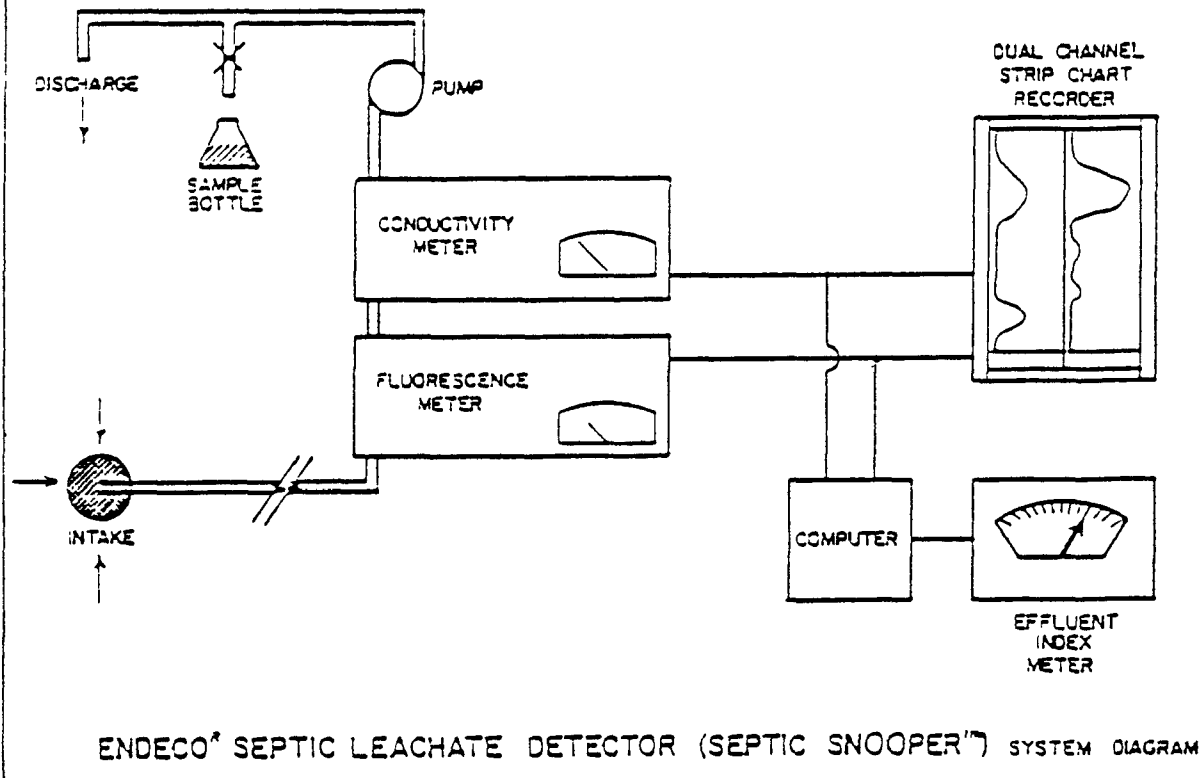 DISCHARGE
PUMP
SAMPLE
BOTTLE
DUAL CHANNEL
STRIP CHART
RECORDER
CONDUCTIVITY
METER
FLUORESCENCE
METER
INTAKE
COMPUTER
EFFLUENT
INDEX
METER
ENDECO® SEPTIC LEACHATE DETECTOR (SEPTIC SNOOPER™) SYSTEM DIAGRAM